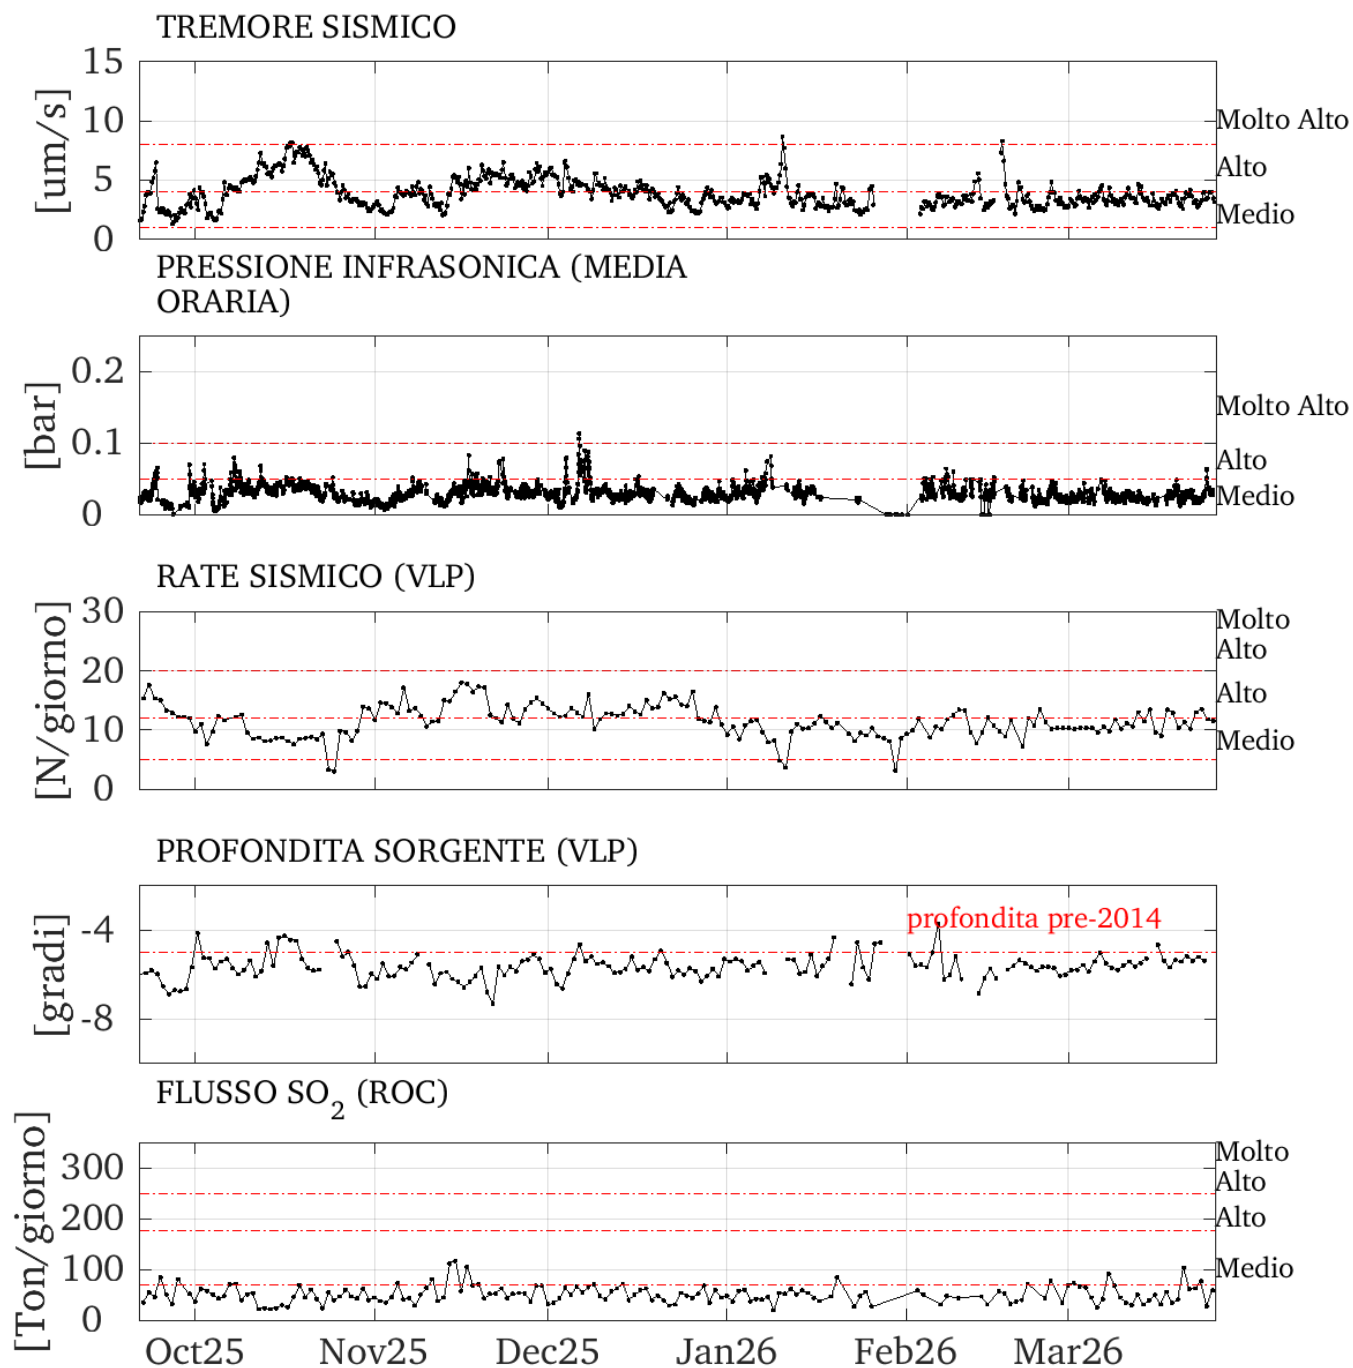 TREMORE SISMICO
15
10
5
0
[um/s]
Molto Alto
Alto
Medio
PRESSIONE INFRASONICA (MEDIA
ORARIA)
0.2
0.1
0
[bar]
Molto Alto
Alto
Medio
RATE SISMICO (VLP)
30
20
10
0
[N/giorno]
Molto
Alto
Alto
Medio
PROFONDITA SORGENTE (VLP)
-4
-8
[gradi]
profondita pre-2014
FLUSSO SO2 (ROC)
300
200
100
0
[Ton/giorno]
Molto
Alto
Alto
Medio
Oct25 Nov25 Dec25 Jan26 Feb26 Mar26